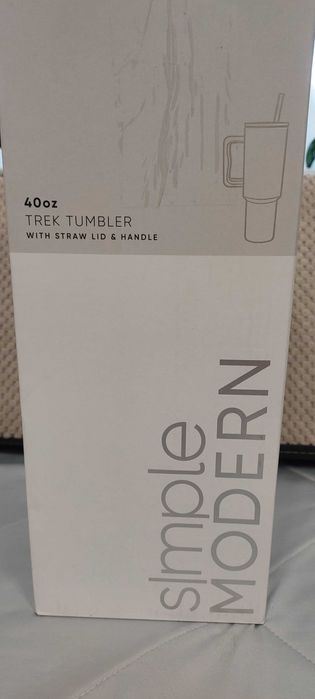 40oz
TREK TUMBLER
WITH STRAW LID & HANDLE
sImple
MODERN